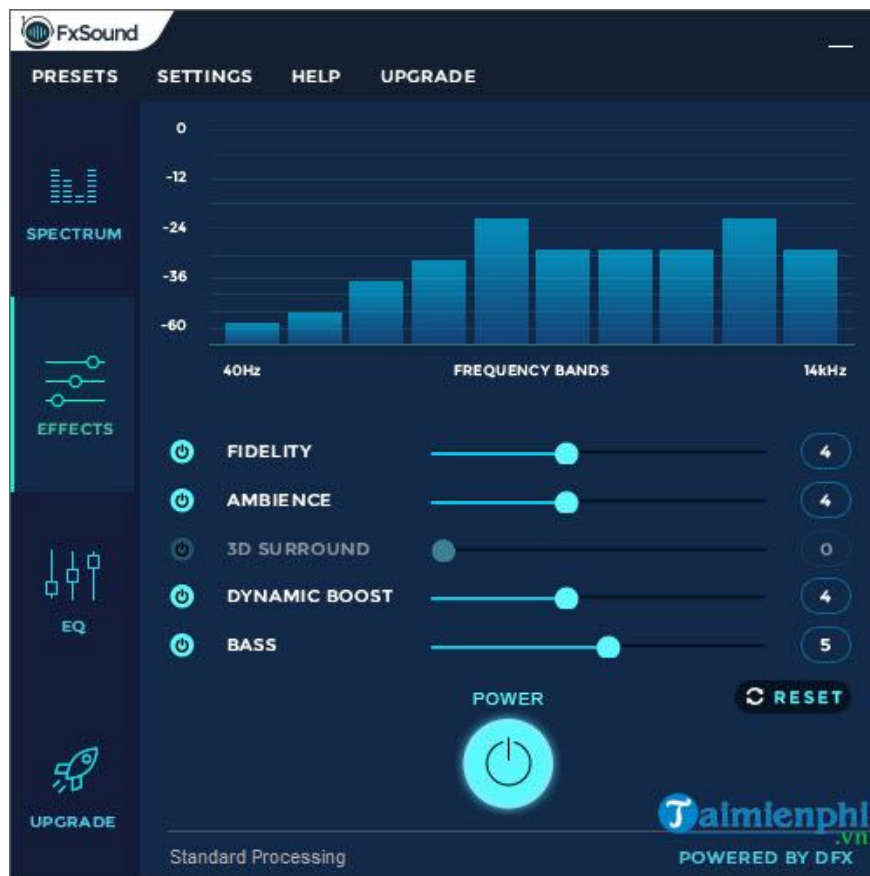 FxSound
PRESETS SETTINGS HELP UPGRADE
0
-12
-24
-36
-60
40Hz FREQUENCY BANDS 14kHz
SPECTRUM
EFFECTS
EQ
UPGRADE
FIDELITY 4
AMBIENCE 4
3D SURROUND 0
DYNAMIC BOOST 4
BASS 5
POWER
RESET
Taimienphi
.vn
Standard Processing
POWERED BY DFX